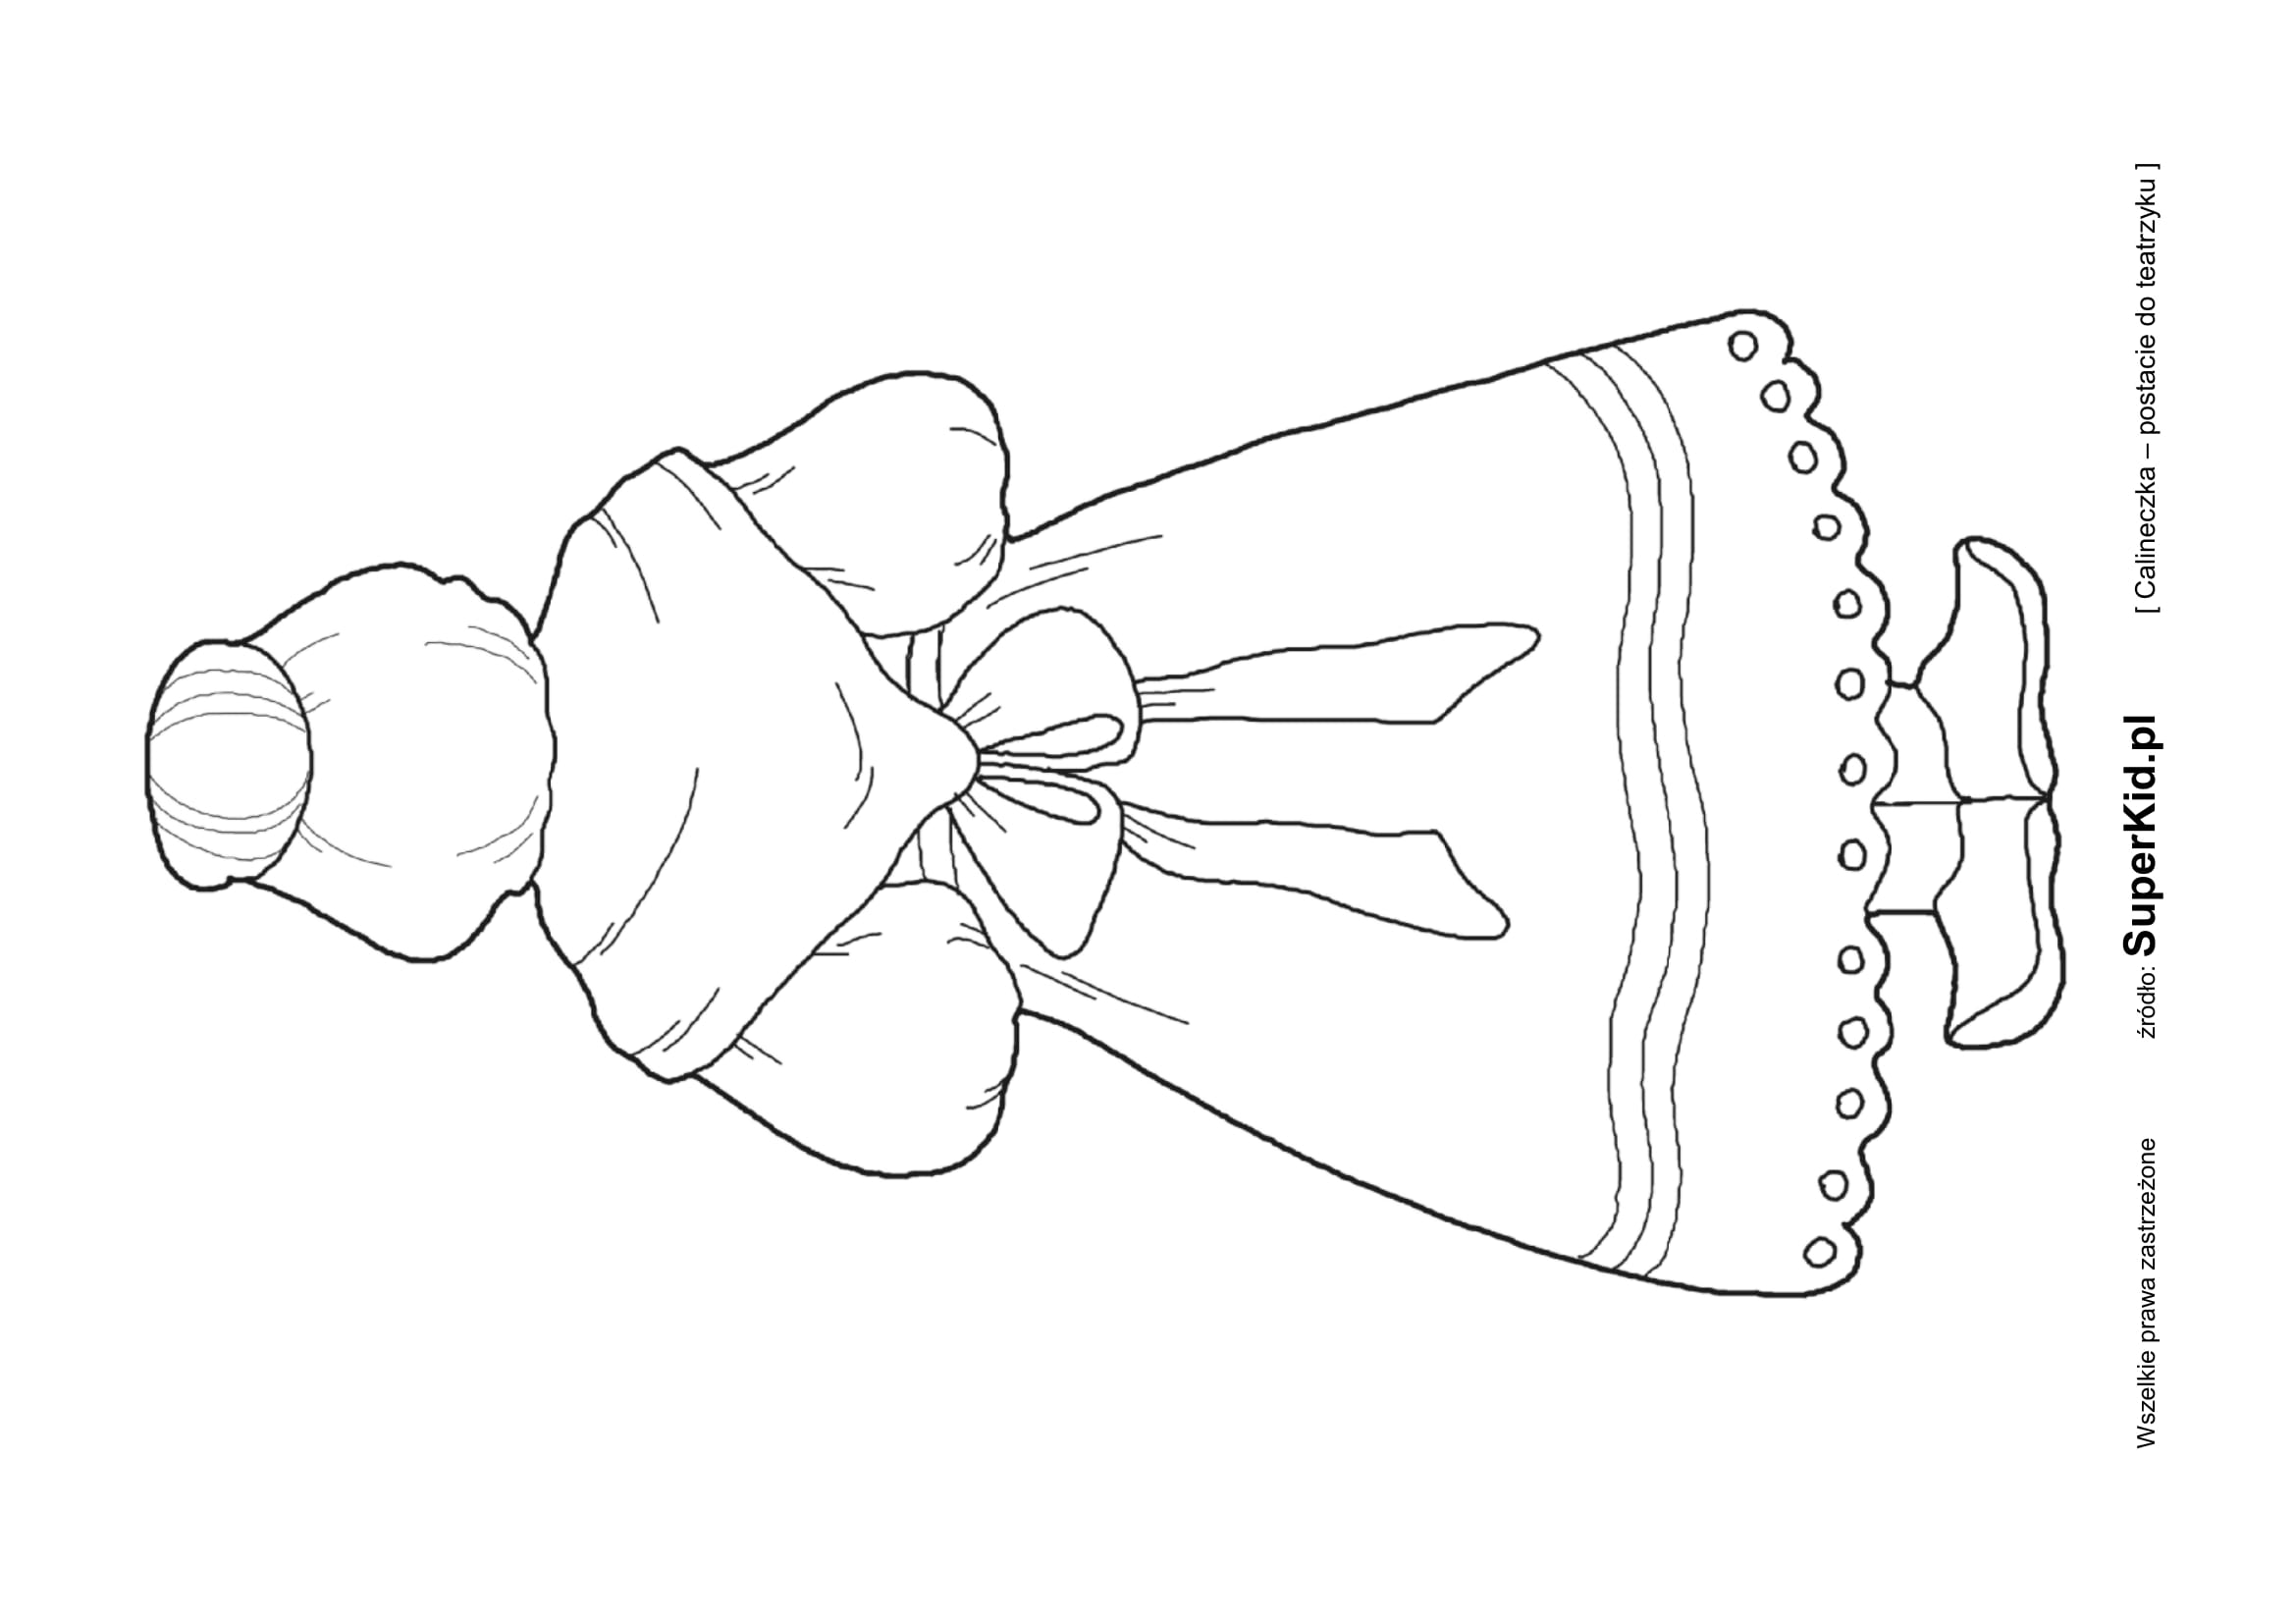 Wszelkie prawa zastrzeżone źródło: SuperKid.pl [ Calineczka – postacie do teatrzyku ]